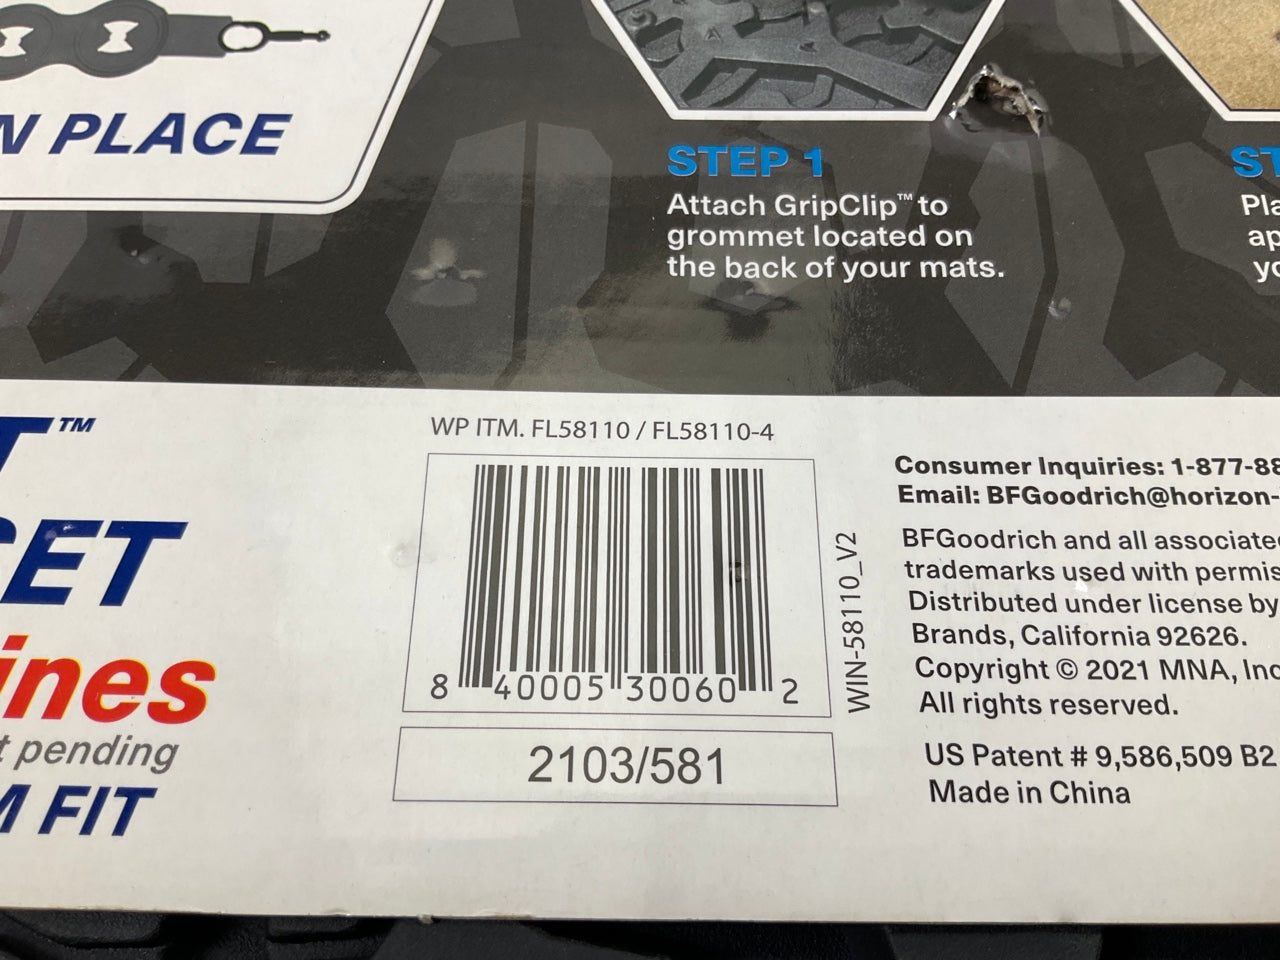 N PLACE
STEP 1
Attach GripClip™ to
grommet located on
the back of your mats.
WP ITM. FL58110 / FL58110-4
8 40005 30060 2
2103/581
WIN-58110_V2
T™
SET
ines
pending
M FIT
Consumer Inquiries: 1-877-88
Email: BFGoodrich@horizon-
BFGoodrich and all associated
trademarks used with permis
Distributed under license by
Brands, California 92626.
Copyright © 2021 MNA, Inc
All rights reserved.
US Patent # 9,586,509 B2
Made in China